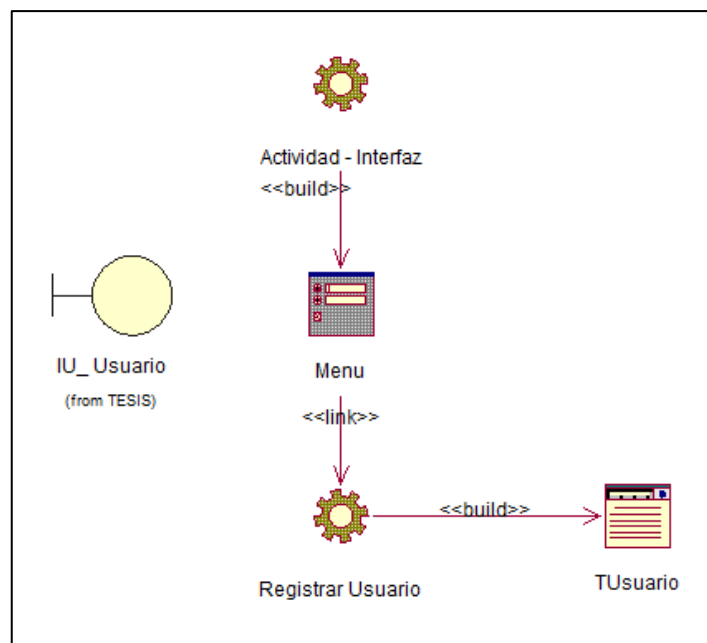 Actividad - Interfaz
<<build>>
IU_ Usuario
(from TESIS)
Menu
<<link>>
<<build>>
Registrar Usuario
TUsuario